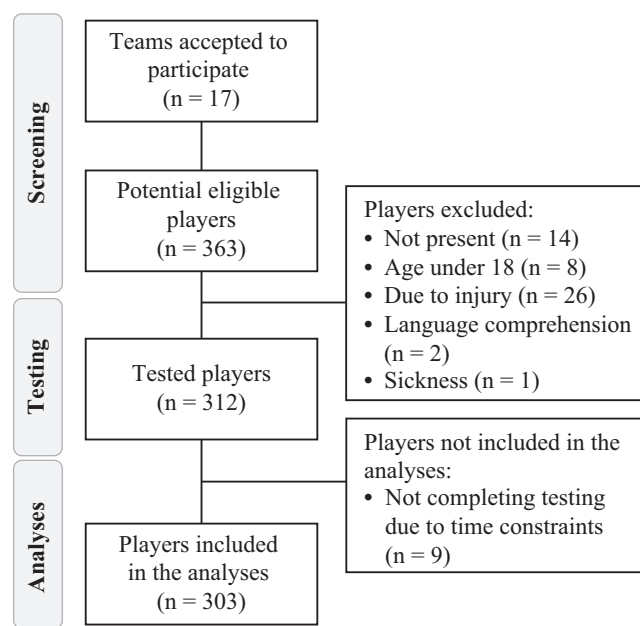 Screening
Teams accepted to
participate
(n = 17)
Potential eligible
players
(n = 363)
Players excluded:
• Not present (n = 14)
• Age under 18 (n = 8)
• Due to injury (n = 26)
• Language comprehension
(n = 2)
• Sickness (n = 1)
Testing
Tested players
(n = 312)
Players not included in the
analyses:
• Not completing testing
due to time constraints
(n = 9)
Analyses
Players included
in the analyses
(n = 303)